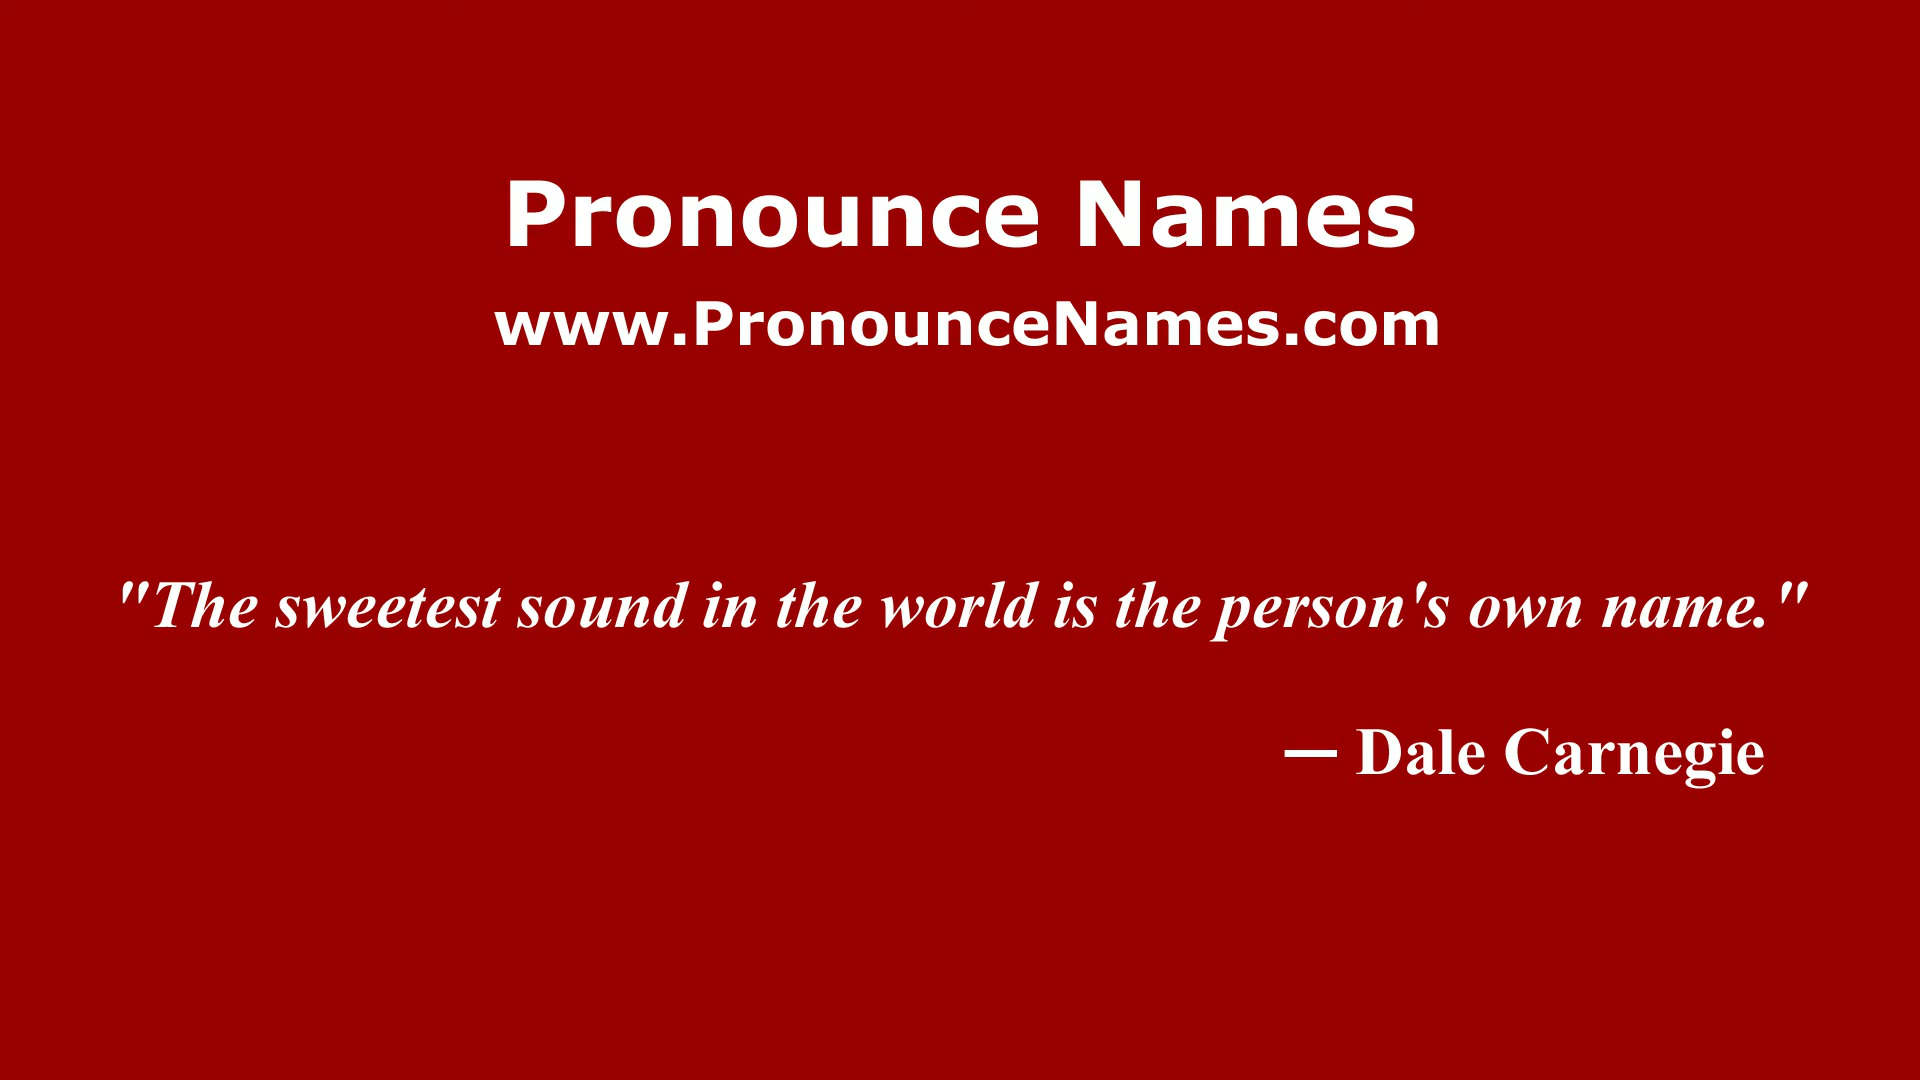 Pronounce Names
www.PronounceNames.com
"The sweetest sound in the world is the person's own name."
— Dale Carnegie